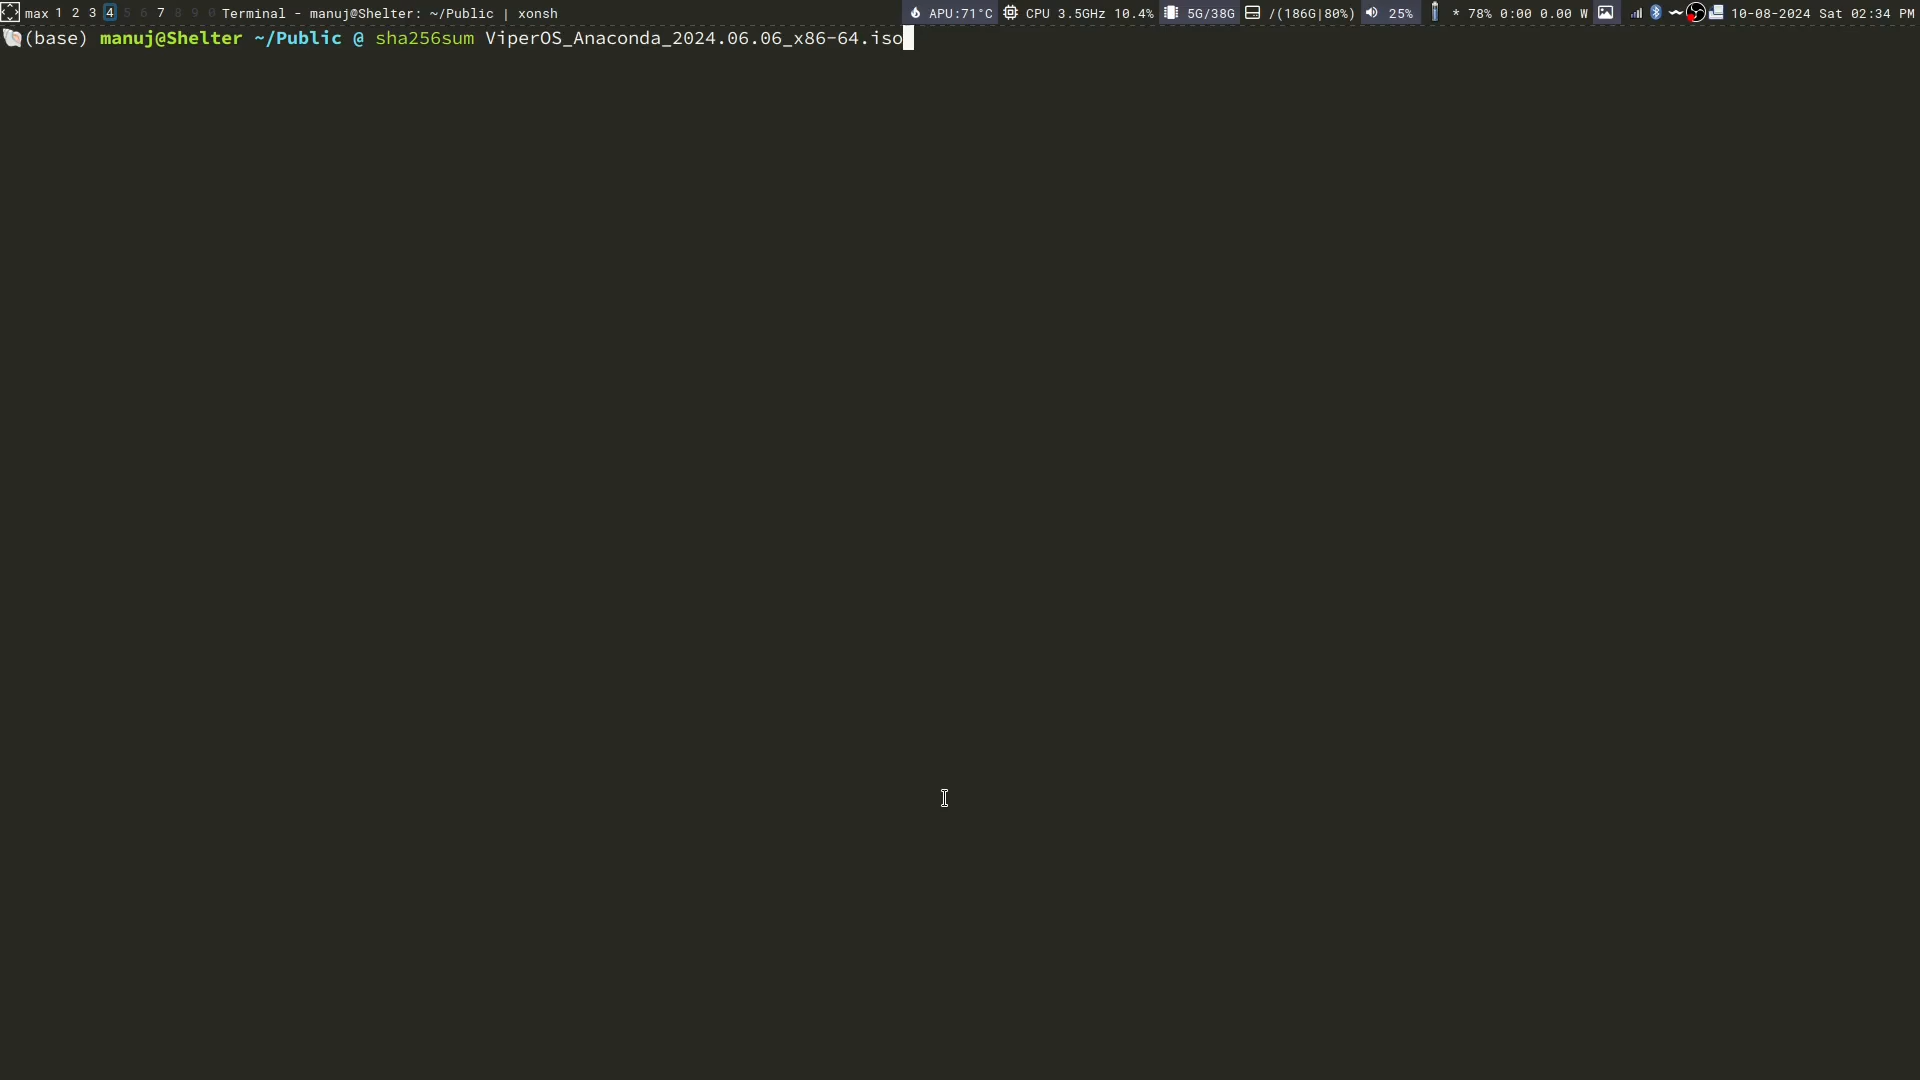 max 1 2 3 4 5 6 7 8 9 0 Terminal - manuj@Shelter: ~/Public | xonsh APU:71°C CPU 3.5GHz 10.4% 5G/38G /(186G|80%) 25% * 78% 0:00 0.00 W 10-08-2024 Sat 02:34 PM
(base) manuj@Shelter ~/Public @ sha256sum ViperOS_Anaconda_2024.06.06_x86-64.iso